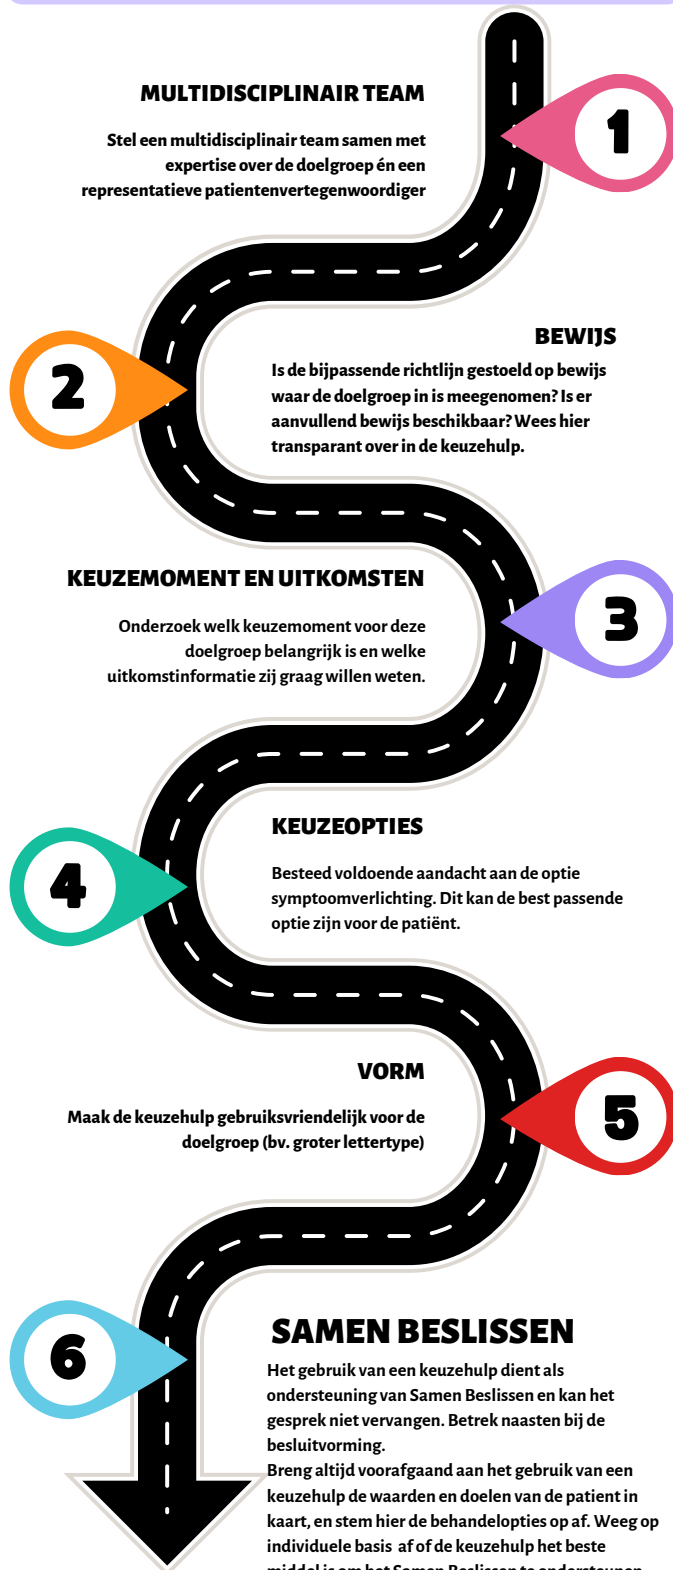 MULTIDISCIPLINAIR TEAM
1
Stel een multidisciplinair team samen met
expertise over de doelgroep én een
representatieve patientenvertegenwoordiger
BEWIJS
2
Is de bijpassende richtlijn gestoeld op bewijs
waar de doelgroep in is meegenomen? Is er
aanvullend bewijs beschikbaar? Wees hier
transparant over in de keuzehulp.
KEUZEMOMENT EN UITKOMSTEN
3
Onderzoek welk keuzemoment voor deze
doelgroep belangrijk is en welke
uitkomstinformatie zij graag willen weten.
KEUZEOPTIES
4
Besteed voldoende aandacht aan de optie
symptoomverlichting. Dit kan de best passende
optie zijn voor de patiënt.
VORM
5
Maak de keuzehulp gebruiksvriendelijk voor de
doelgroep (bv. groter lettertype)
SAMEN BESLISSEN
6
Het gebruik van een keuzehulp dient als
ondersteuning van Samen Beslissen en kan het
gesprek niet vervangen. Betrek naasten bij de
besluitvorming.
Breng altijd voorafgaand aan het gebruik van een
keuzehulp de waarden en doelen van de patient in
kaart, en stem hier de behandelopties op af. Weeg op
individuele basis af of de keuzehulp het beste
middel is om het Samen Beslissen te ondersteunen